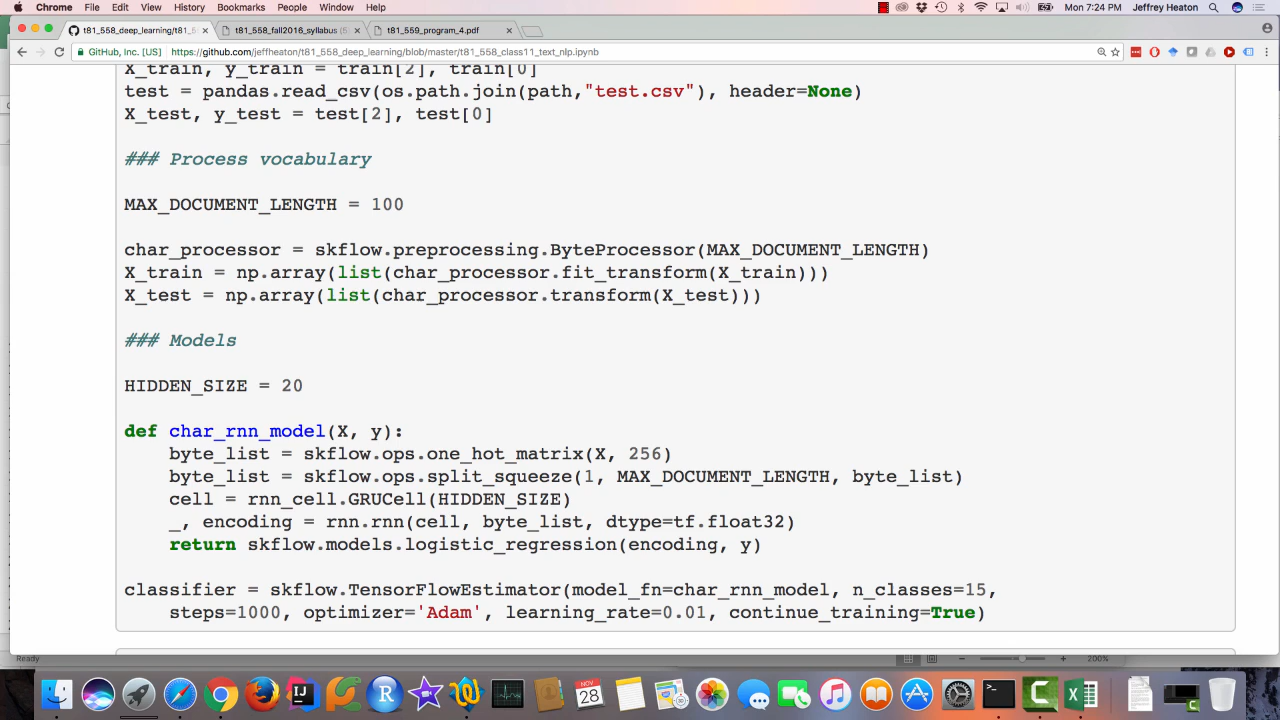 Chrome File Edit View History Bookmarks People Window Help
Mon 7:24 PM Jeffrey Heaton
t81_558_deep_learning/t81_5
t81_558_fall2016_syllabus (
t81_559_program_4.pdf
GitHub, Inc. [US] https://github.com/jeffheaton/t81_558_deep_learning/blob/master/t81_558_class11_text_nlp.ipynb
X_train, y_train = train[2], train[0]
test = pandas.read_csv(os.path.join(path,"test.csv"), header=None)
X_test, y_test = test[2], test[0]
### Process vocabulary
MAX_DOCUMENT_LENGTH = 100
char_processor = skflow.preprocessing.ByteProcessor(MAX_DOCUMENT_LENGTH)
X_train = np.array(list(char_processor.fit_transform(X_train)))
X_test = np.array(list(char_processor.transform(X_test)))
### Models
HIDDEN_SIZE = 20
def char_rnn_model(X, y):
byte_list = skflow.ops.one_hot_matrix(X, 256)
byte_list = skflow.ops.split_squeeze(1, MAX_DOCUMENT_LENGTH, byte_list)
cell = rnn_cell.GRUCell(HIDDEN_SIZE)
_, encoding = rnn.rnn(cell, byte_list, dtype=tf.float32)
return skflow.models.logistic_regression(encoding, y)
classifier = skflow.TensorFlowEstimator(model_fn=char_rnn_model, n_classes=15,
steps=1000, optimizer='Adam', learning_rate=0.01, continue_training=True)
Ready
200%
NOV
28